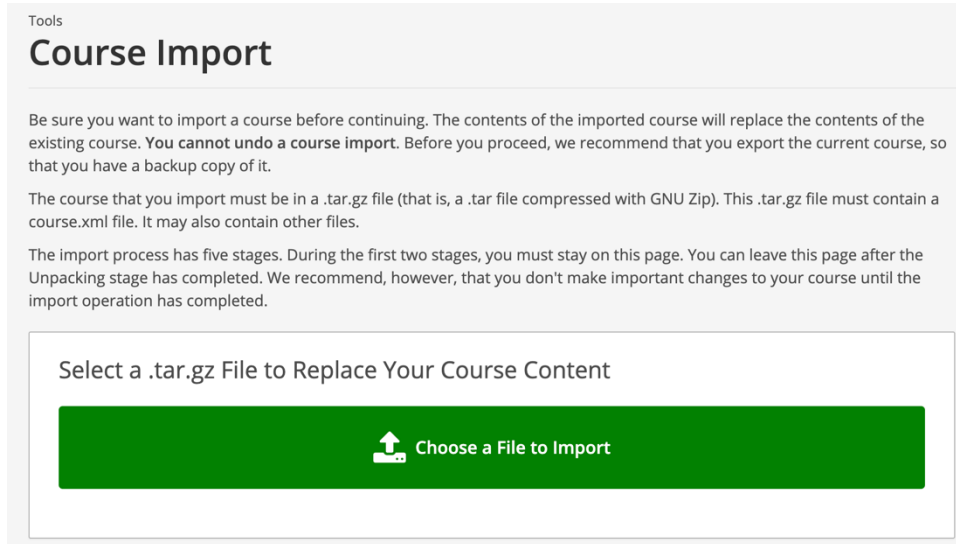 Tools
Course Import
Be sure you want to import a course before continuing. The contents of the imported course will replace the contents of the
existing course. You cannot undo a course import. Before you proceed, we recommend that you export the current course, so
that you have a backup copy of it.
The course that you import must be in a .tar.gz file (that is, a .tar file compressed with GNU Zip). This .tar.gz file must contain a
course.xml file. It may also contain other files.
The import process has five stages. During the first two stages, you must stay on this page. You can leave this page after the
Unpacking stage has completed. We recommend, however, that you don't make important changes to your course until the
import operation has completed.
Select a .tar.gz File to Replace Your Course Content
Choose a File to Import